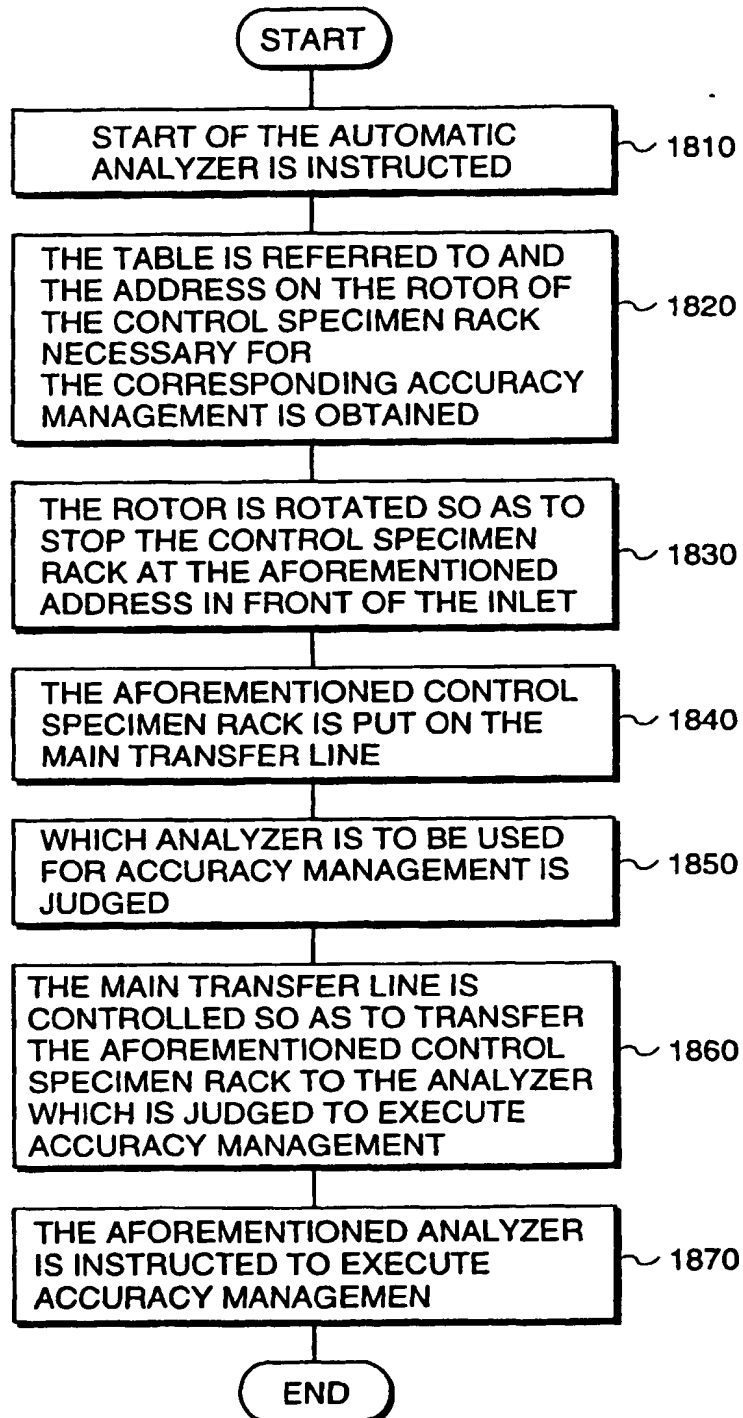 START
START OF THE AUTOMATIC
ANALYZER IS INSTRUCTED
1810
THE TABLE IS REFERRED TO AND
THE ADDRESS ON THE ROTOR OF
THE CONTROL SPECIMEN RACK
NECESSARY FOR
THE CORRESPONDING ACCURACY
MANAGEMENT IS OBTAINED
1820
THE ROTOR IS ROTATED SO AS TO
STOP THE CONTROL SPECIMEN
RACK AT THE AFOREMENTIONED
ADDRESS IN FRONT OF THE INLET
1830
THE AFOREMENTIONED CONTROL
SPECIMEN RACK IS PUT ON THE
MAIN TRANSFER LINE
1840
WHICH ANALYZER IS TO BE USED
FOR ACCURACY MANAGEMENT IS
JUDGED
1850
THE MAIN TRANSFER LINE IS
CONTROLLED SO AS TO TRANSFER
THE AFOREMENTIONED CONTROL
SPECIMEN RACK TO THE ANALYZER
WHICH IS JUDGED TO EXECUTE
ACCURACY MANAGEMENT
1860
THE AFOREMENTIONED ANALYZER
IS INSTRUCTED TO EXECUTE
ACCURACY MANAGEMEN
1870
END